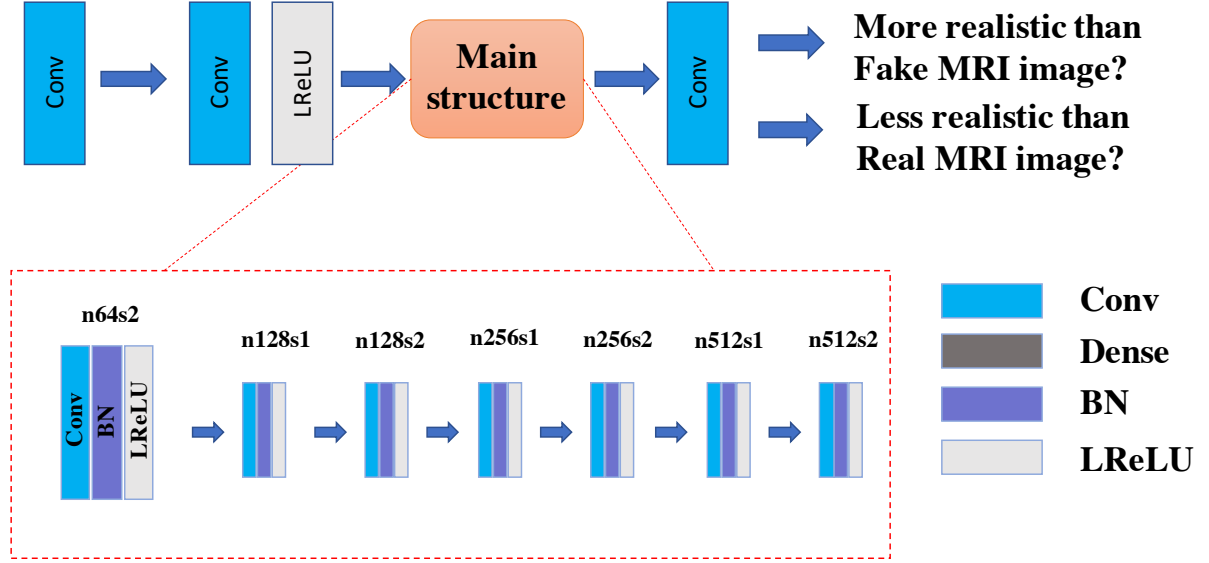 Conv
Conv
LReLU
Main
structure
Conv
More realistic than
Fake MRI image?
Less realistic than
Real MRI image?
n64s2
n128s1
n128s2
n256s1
n256s2
n512s1
n512s2
Conv
BN
LReLU
Conv
Dense
BN
LReLU